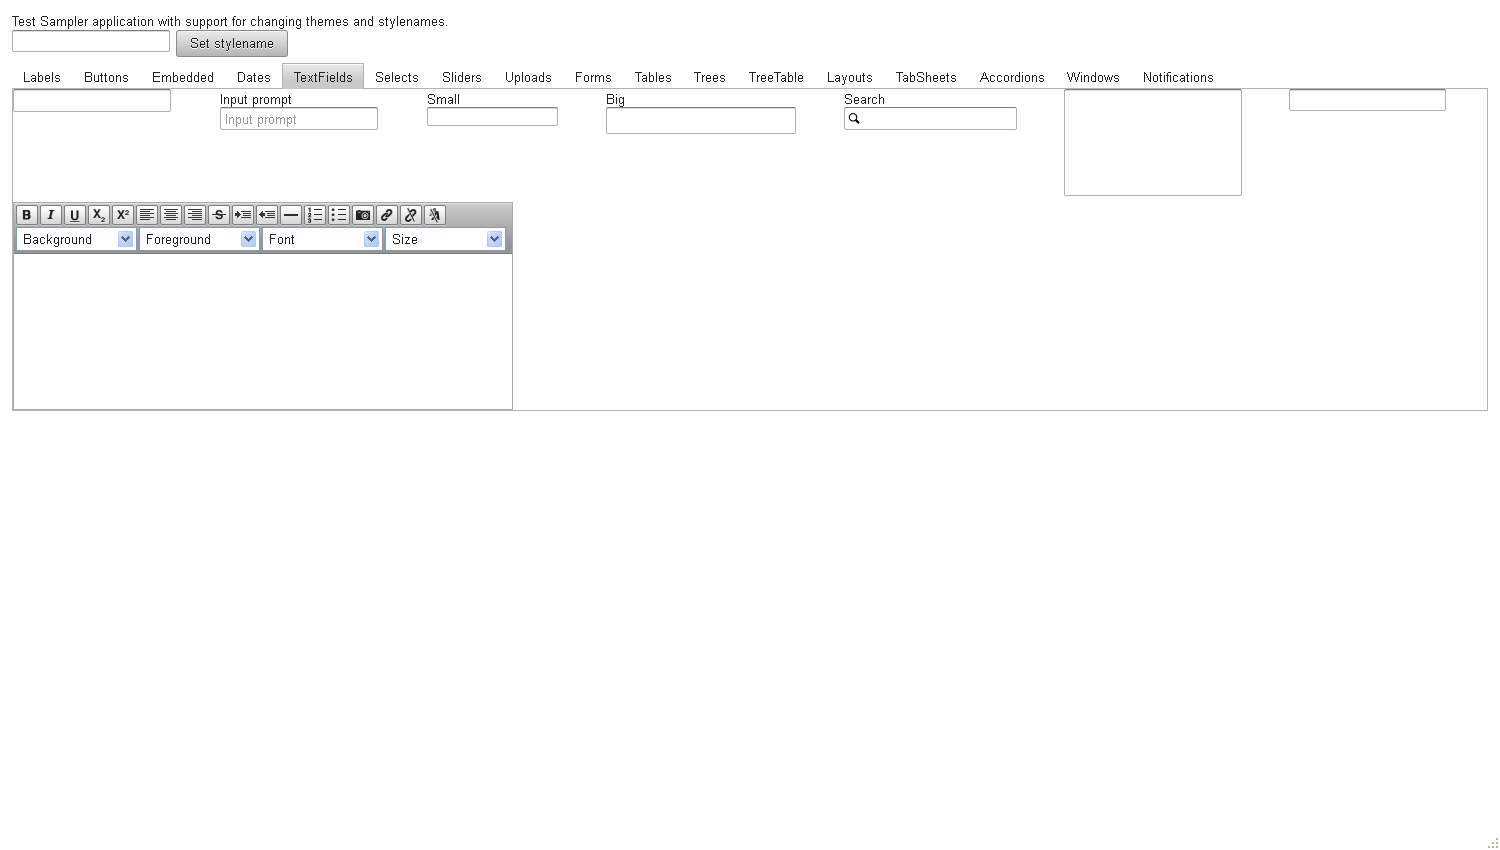 Test Sampler application with support for changing themes and stylenames.
Set stylename
Labels Buttons Embedded Dates TextFields Selects Sliders Uploads Forms Tables Trees TreeTable Layouts TabSheets Accordions Windows Notifications
Input prompt Small Big Search
Input prompt
B I U X2 X2 S
Background Foreground Font Size